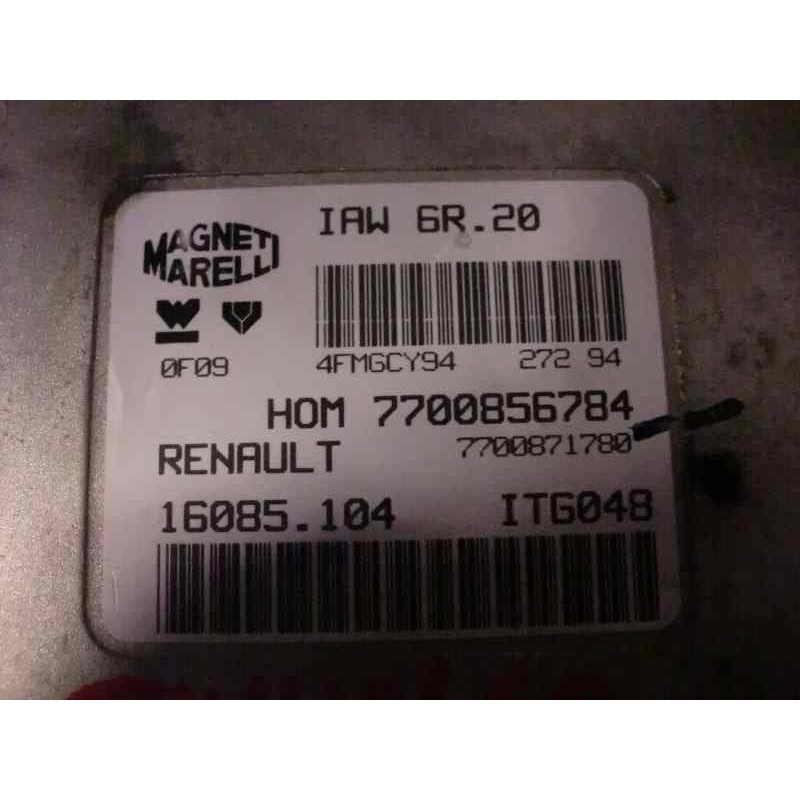 MAGNETI
MARELLI
IAW 6R.20
0F09
4FMGCY94 272 94
HOM 7700856784
RENAULT 7700871780
16085.104 ITG048